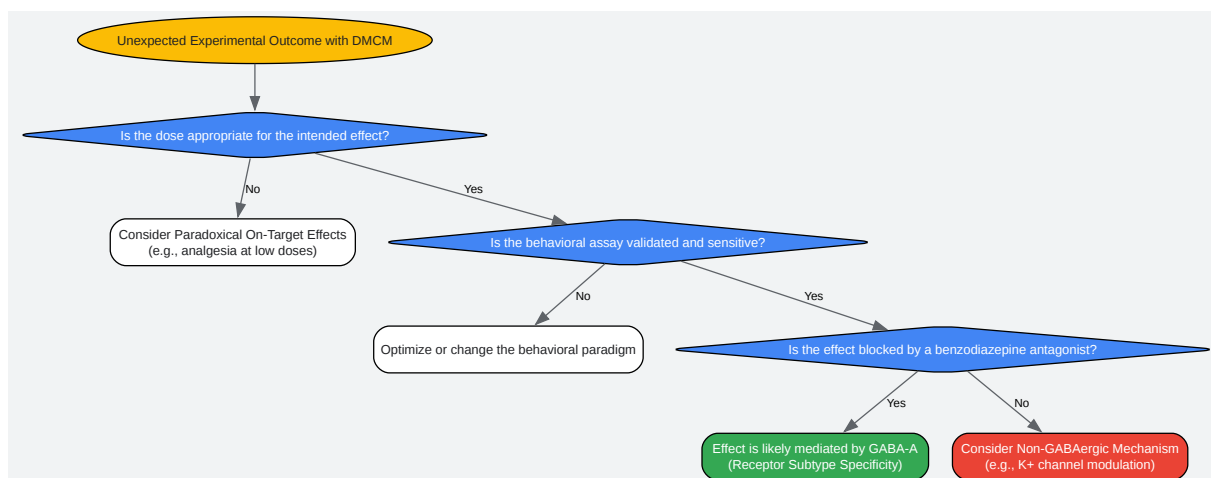 Unexpected Experimental Outcome with DMCM
Is the dose appropriate for the intended effect?
No
Yes
Consider Paradoxical On-Target Effects
(e.g., analgesia at low doses)
Is the behavioral assay validated and sensitive?
No
Yes
Optimize or change the behavioral paradigm
Is the effect blocked by a benzodiazepine antagonist?
Yes
No
Effect is likely mediated by GABA-A
(Receptor Subtype Specificity)
Consider Non-GABAergic Mechanism
(e.g., K+ channel modulation)